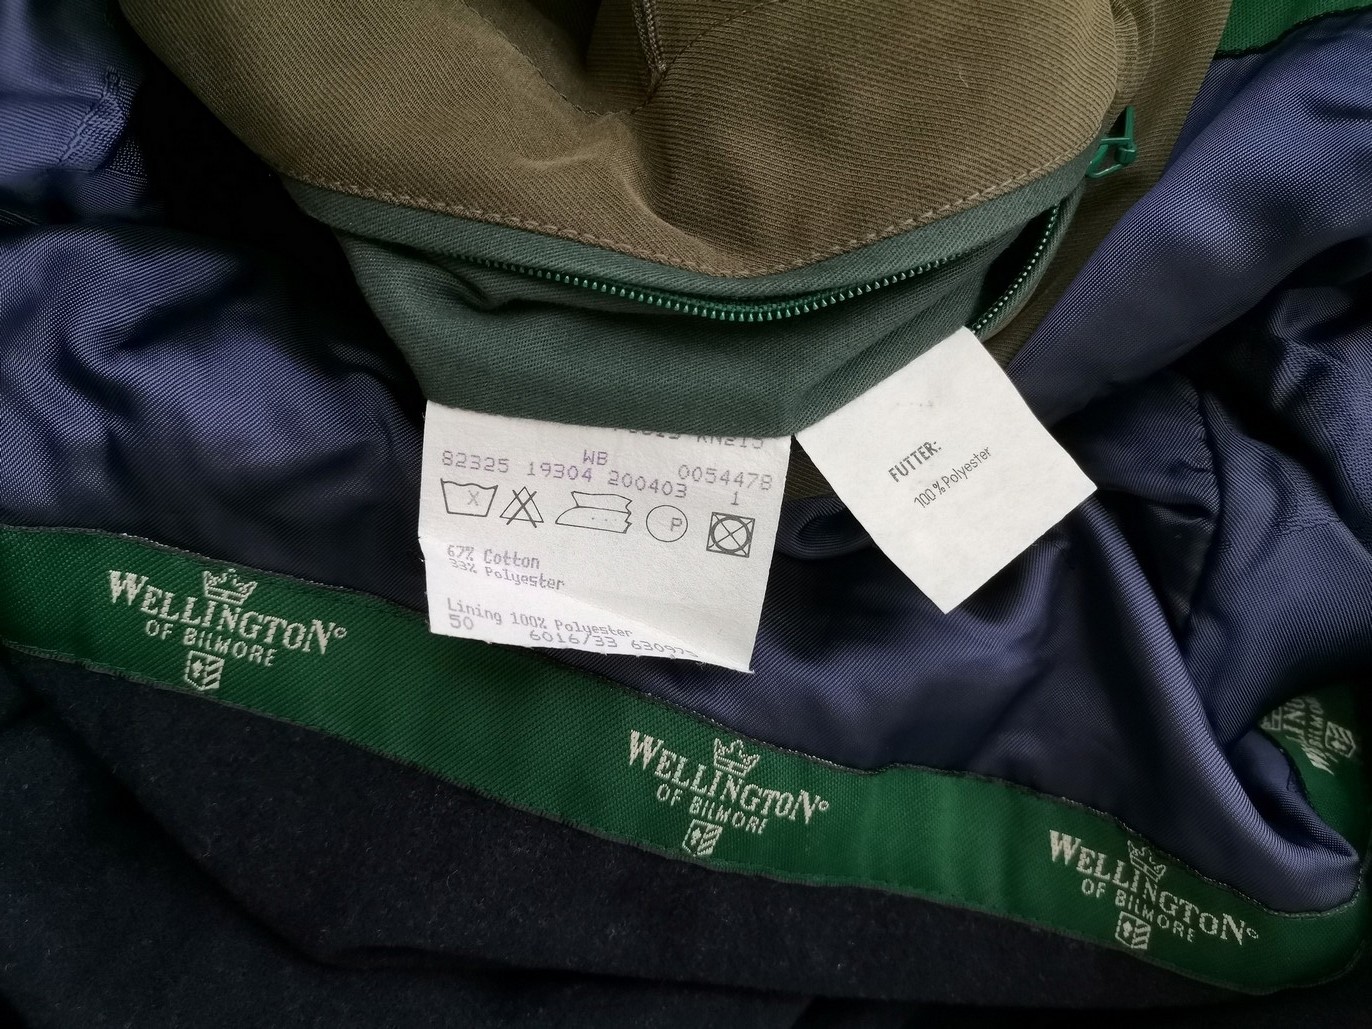 WB
82325 19304 200403 0054478
1
X
P
67% Cotton
33% Polyester
Lining 100% Polyester
50 6016/33
FUTTER:
100% Polyester
WELLINGTON
OF BILMORE
WELLINGTON
OF BILMORE
WELLINGTON
OF BILMORE